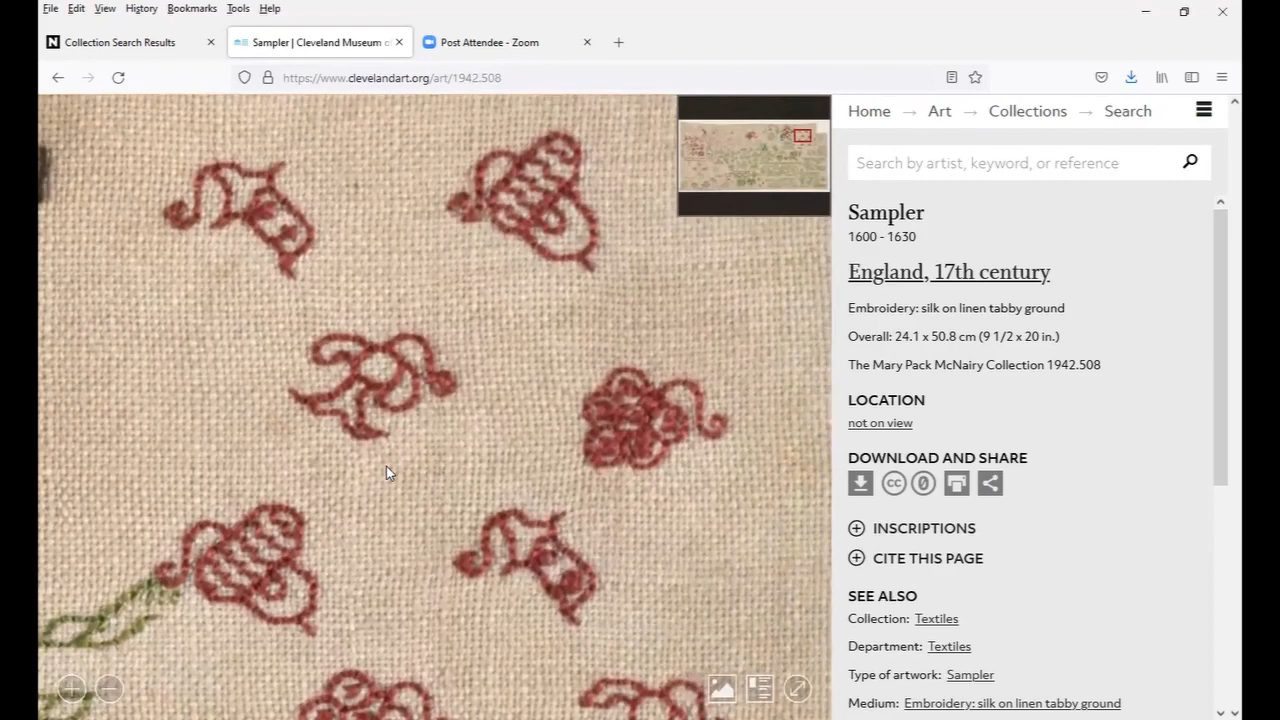 File Edit View History Bookmarks Tools Help
N Collection Search Results Sampler | Cleveland Museum o Post Attendee - Zoom
https://www.clevelandart.org/art/1942.508
Home → Art → Collections → Search
Search by artist, keyword, or reference
Sampler
1600 - 1630
England, 17th century
Embroidery: silk on linen tabby ground
Overall: 24.1 x 50.8 cm (9 1/2 x 20 in.)
The Mary Pack McNairy Collection 1942.508
LOCATION
not on view
DOWNLOAD AND SHARE
cc 0
INSCRIPTIONS
CITE THIS PAGE
SEE ALSO
Collection: Textiles
Department: Textiles
Type of artwork: Sampler
Medium: Embroidery: silk on linen tabby ground